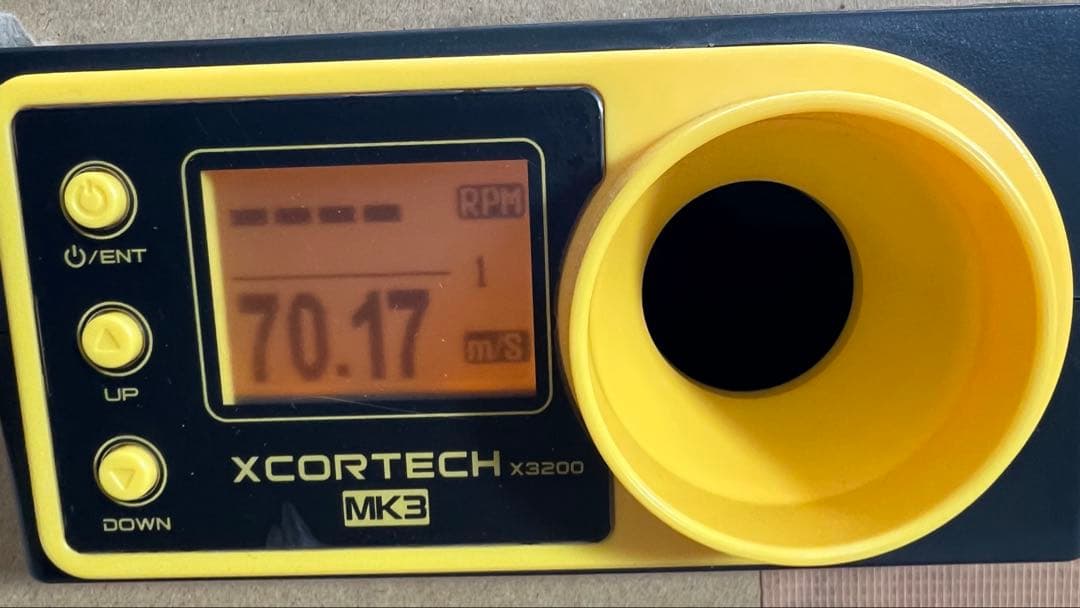 ---- RPM
1
70.17 m/S
⏻/ENT
UP
DOWN
XCORTECH X3200
MK3